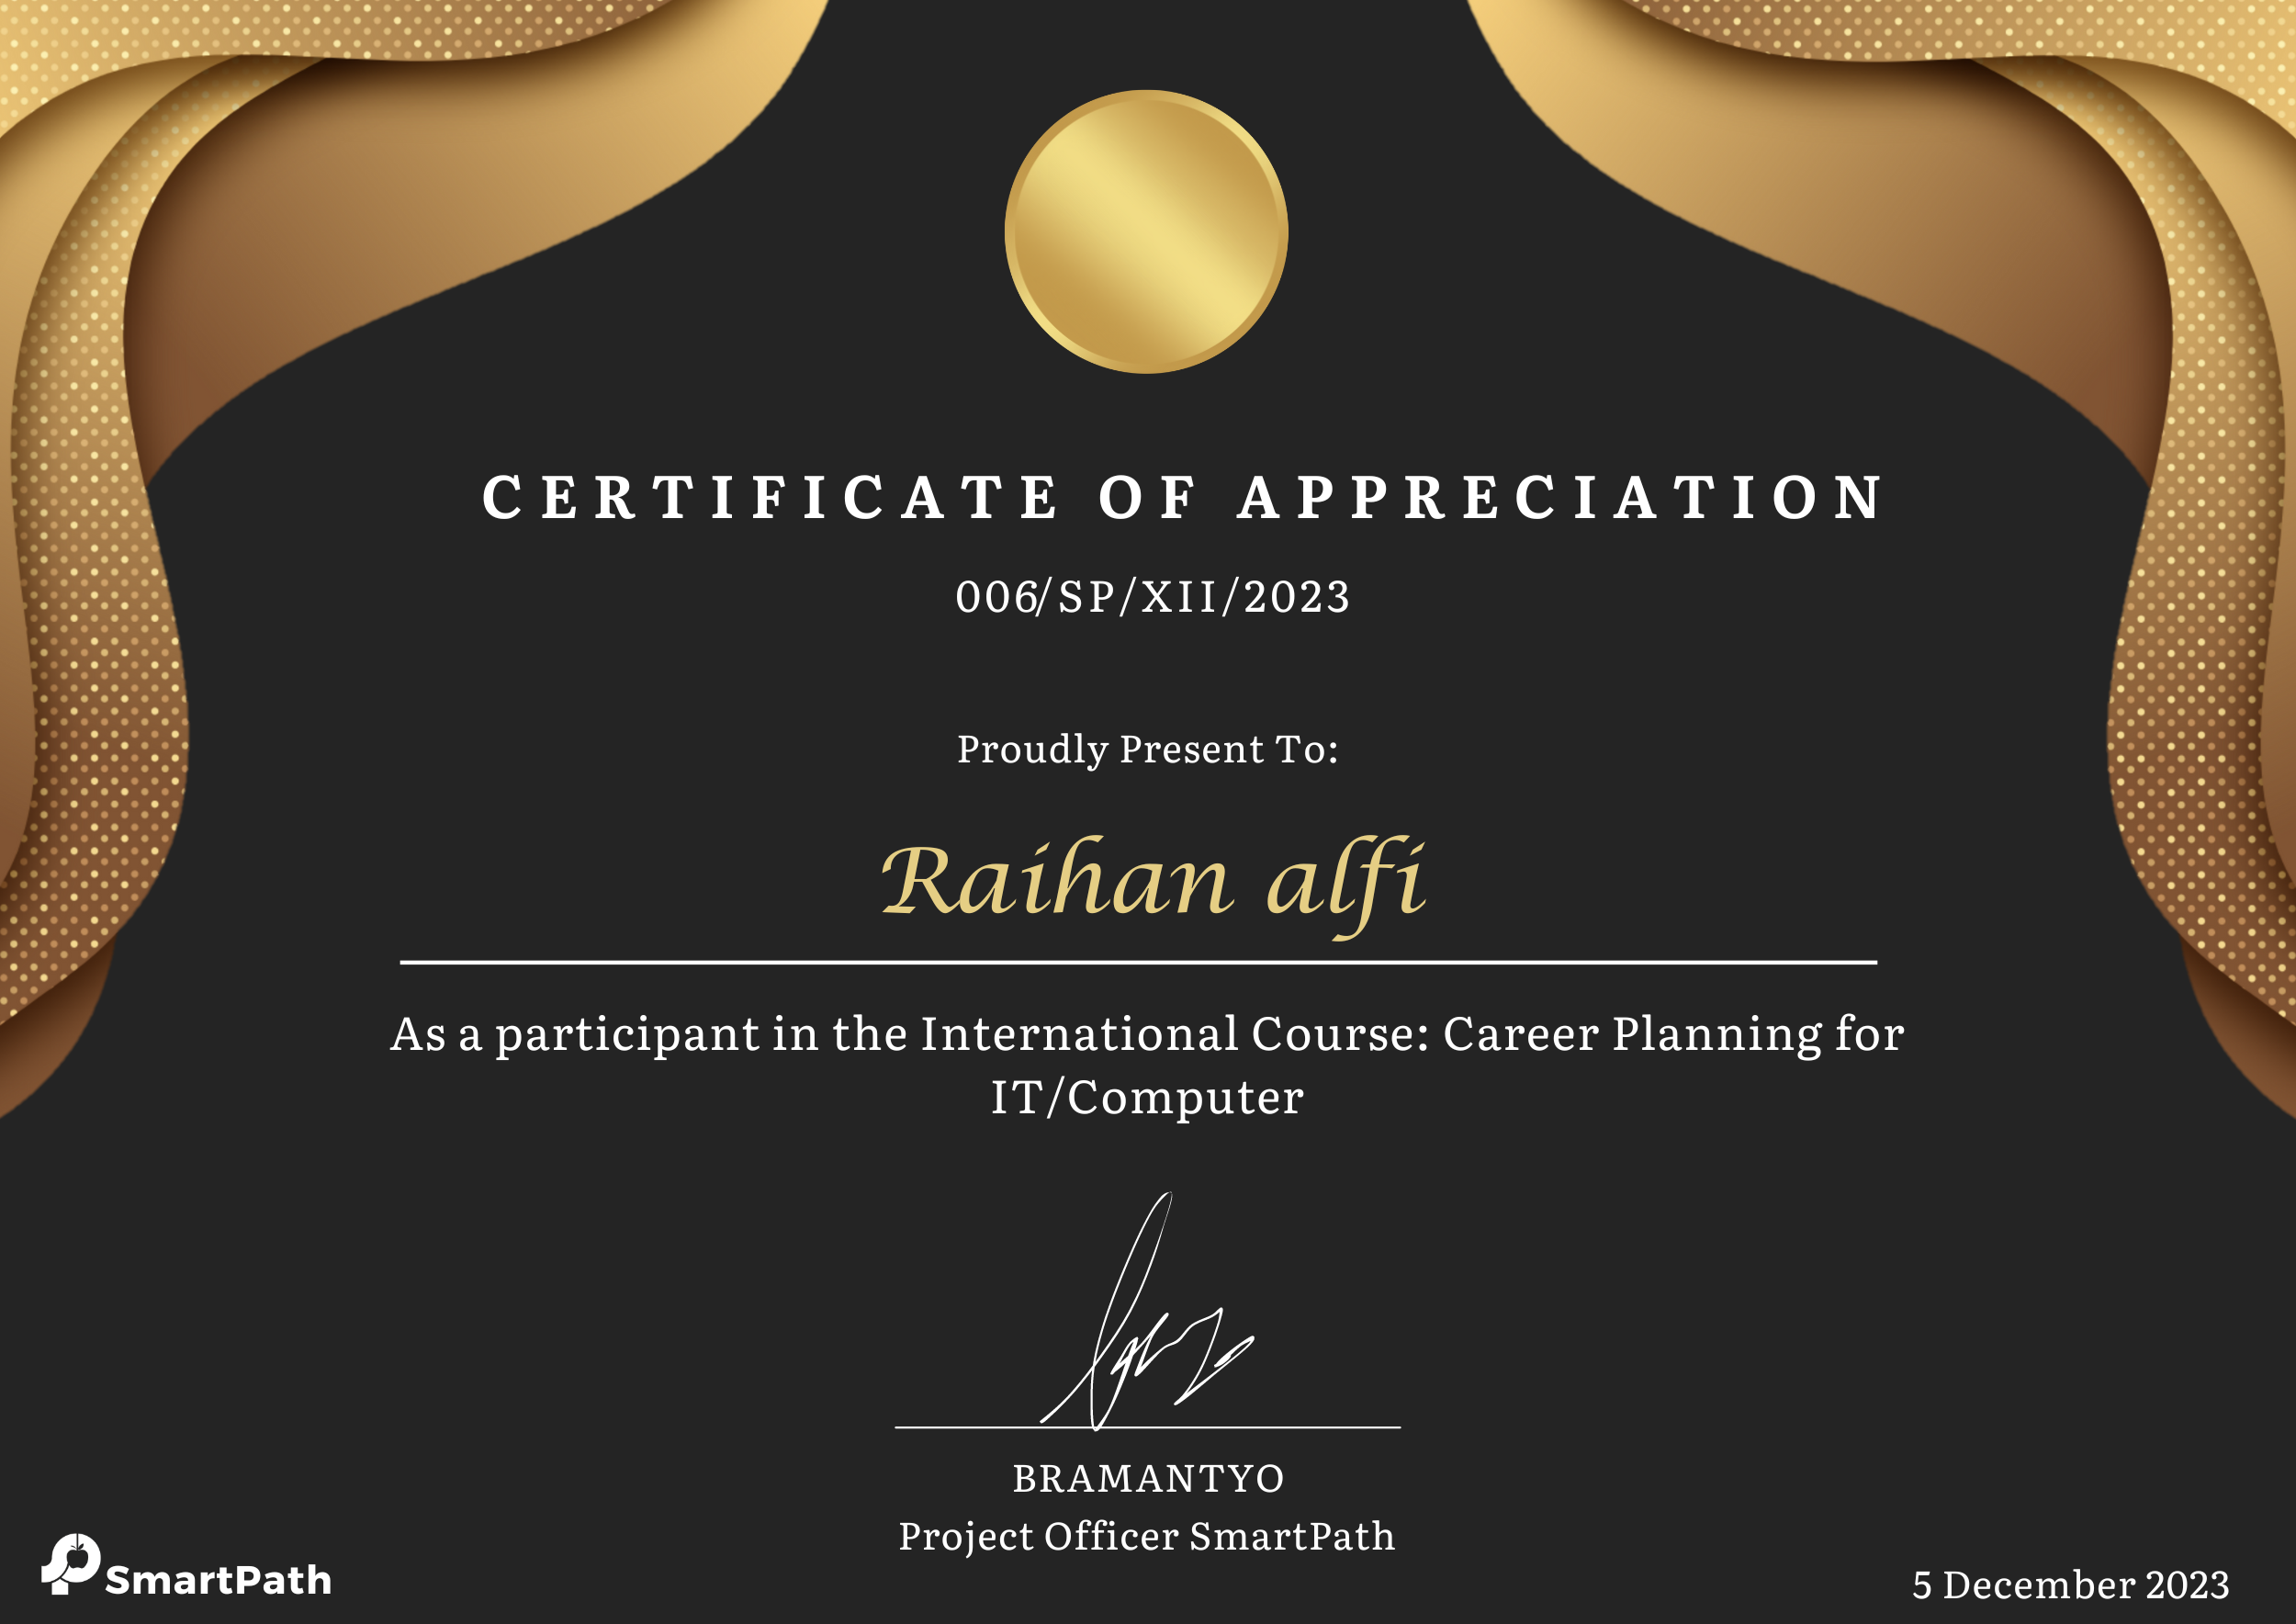 CERTIFICATE OF APPRECIATION
006/SP/XII/2023
Proudly Present To:
Raihan alfi
As a participant in the International Course: Career Planning for
IT/Computer
BRAMANTYO
Project Officer SmartPath
SmartPath
5 December 2023